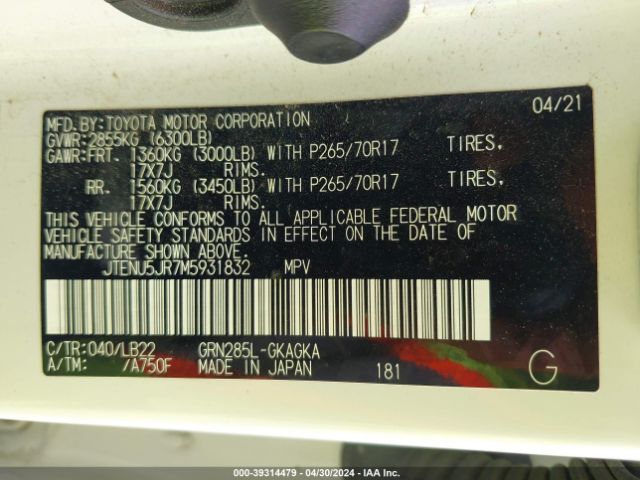 MFD. BY: TOYOTA MOTOR CORPORATION 04/21
GVWR: 2855KG (6300LB)
GAWR: FRT. 1360KG (3000LB) WITH P265/70R17 TIRES,
17X7J RIMS.
RR. 1560KG (3450LB) WITH P265/70R17 TIRES,
17X7J RIMS.
THIS VEHICLE CONFORMS TO ALL APPLICABLE FEDERAL MOTOR
VEHICLE SAFETY STANDARDS IN EFFECT ON THE DATE OF
MANUFACTURE SHOWN ABOVE.
JTENU5JR7M5931832 MPV
C/TR: 040/LB22 GRN285L-GKAGKA
A/TM: /A750F MADE IN JAPAN 181 G
000-39314479 — 04/30/2024 — IAA Inc.